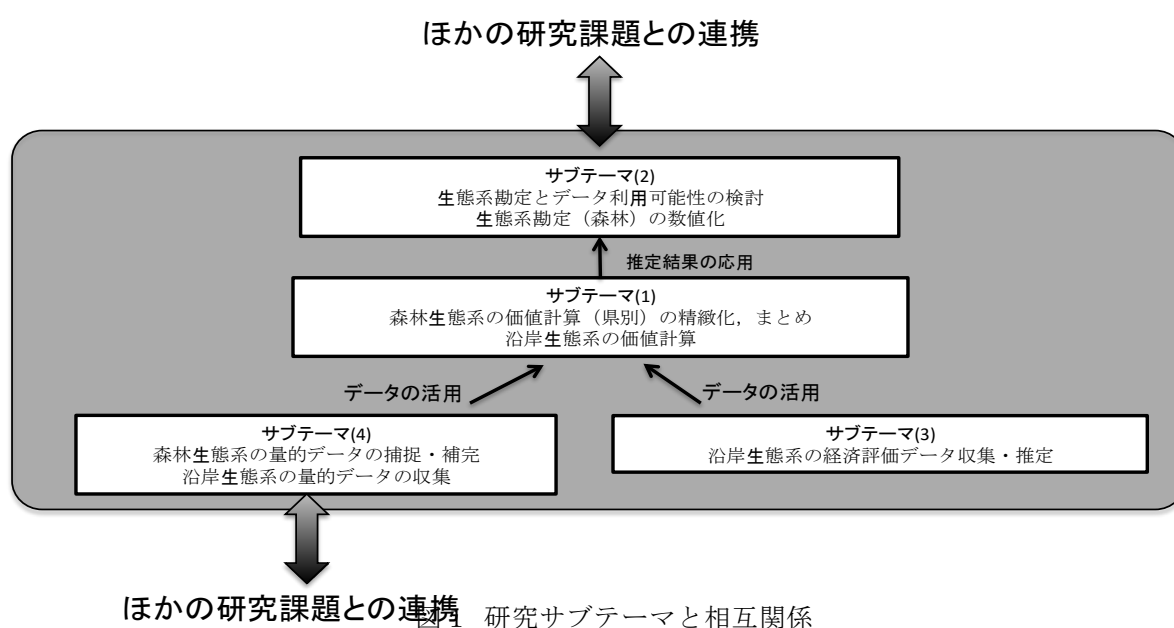 ほかの研究課題との連携
サブテーマ(2)
生態系勘定とデータ利用可能性の検討
生態系勘定（森林）の数値化
推定結果の応用
サブテーマ(1)
森林生態系の価値計算（県別）の精緻化，まとめ
沿岸生態系の価値計算
データの活用
データの活用
サブテーマ(4)
森林生態系の量的データの捕捉・補完
沿岸生態系の量的データの収集
サブテーマ(3)
沿岸生態系の経済評価データ収集・推定
ほかの研究課題との連携
図1 研究サブテーマと相互関係